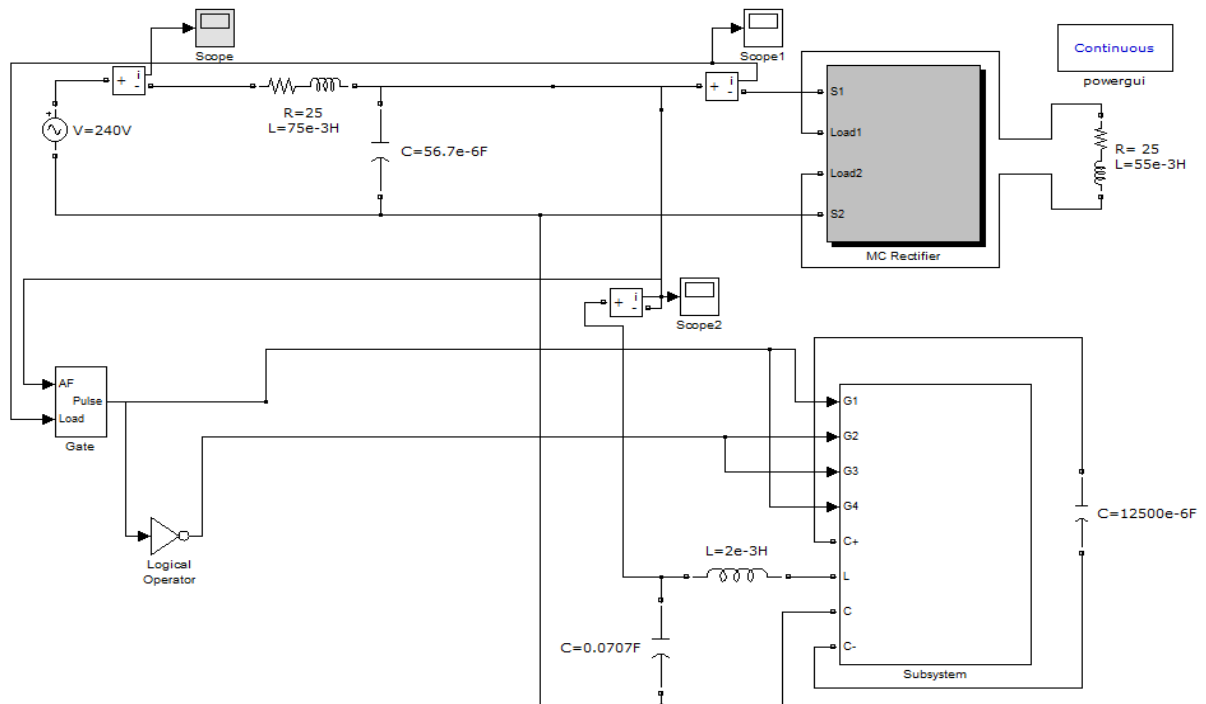 Scope
Scope1
Continuous
powergui
+
i
-
+
i
-
+
V=240V
R=25
L=75e-3H
C=56.7e-6F
S1
Load1
Load2
S2
MC Rectifier
R= 25
L=55e-3H
+
i
-
Scope2
AF
Pulse
Load
Gate
Logical
Operator
G1
G2
G3
G4
C+
L
C
C-
Subsystem
C=12500e-6F
L=2e-3H
C=0.0707F